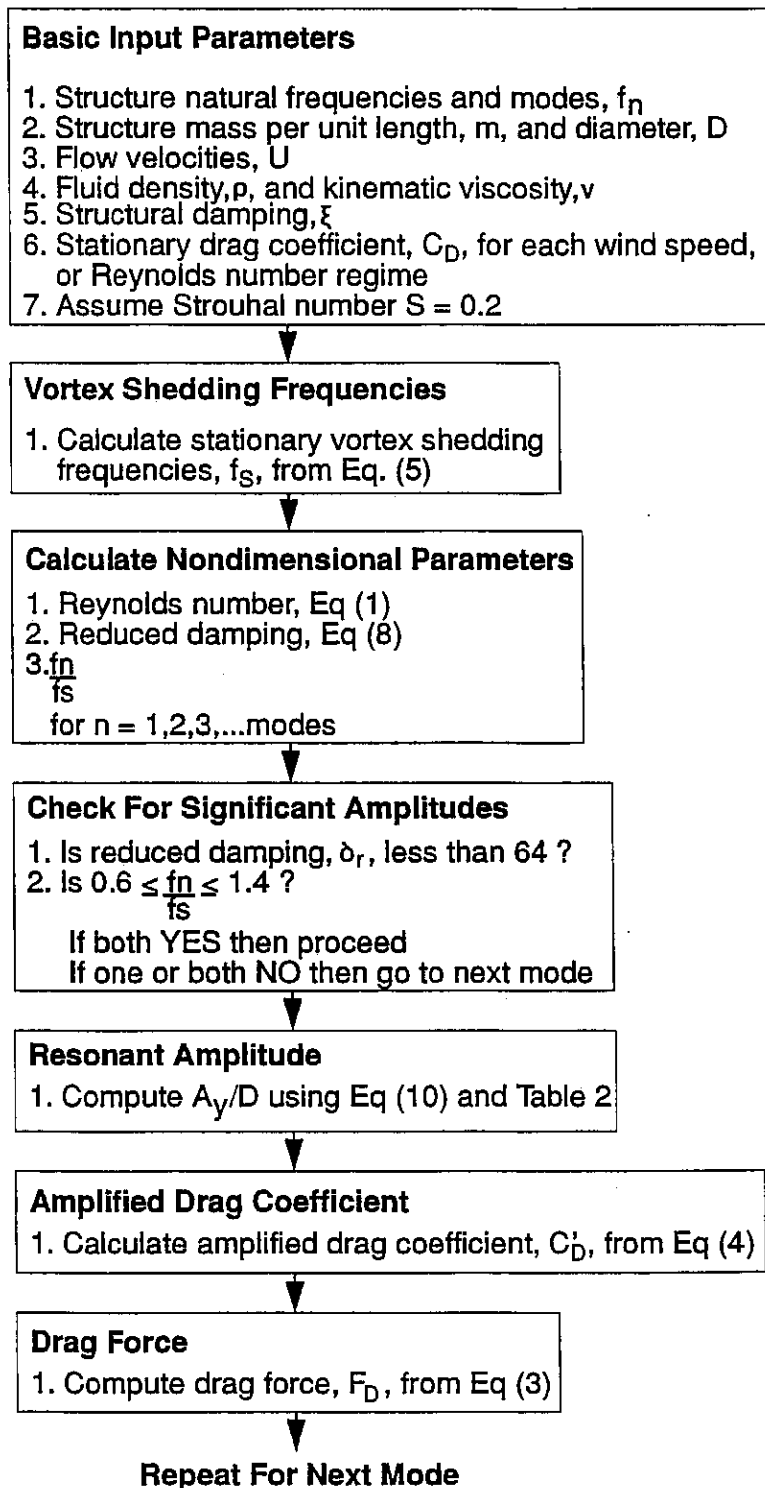 Basic Input Parameters
1. Structure natural frequencies and modes, fn
2. Structure mass per unit length, m, and diameter, D
3. Flow velocities, U
4. Fluid density,ρ, and kinematic viscosity,ν
5. Structural damping,ξ
6. Stationary drag coefficient, CD, for each wind speed,
or Reynolds number regime
7. Assume Strouhal number S = 0.2
Vortex Shedding Frequencies
1. Calculate stationary vortex shedding
frequencies, fS, from Eq. (5)
Calculate Nondimensional Parameters
1. Reynolds number, Eq (1)
2. Reduced damping, Eq (8)
3.fn
fs
for n = 1,2,3,...modes
Check For Significant Amplitudes
1. Is reduced damping, δr, less than 64 ?
2. Is 0.6 ≤ fn ≤ 1.4 ?
fs
If both YES then proceed
If one or both NO then go to next mode
Resonant Amplitude
1. Compute Ay/D using Eq (10) and Table 2
Amplified Drag Coefficient
1. Calculate amplified drag coefficient, C'D, from Eq (4)
Drag Force
1. Compute drag force, FD, from Eq (3)
Repeat For Next Mode